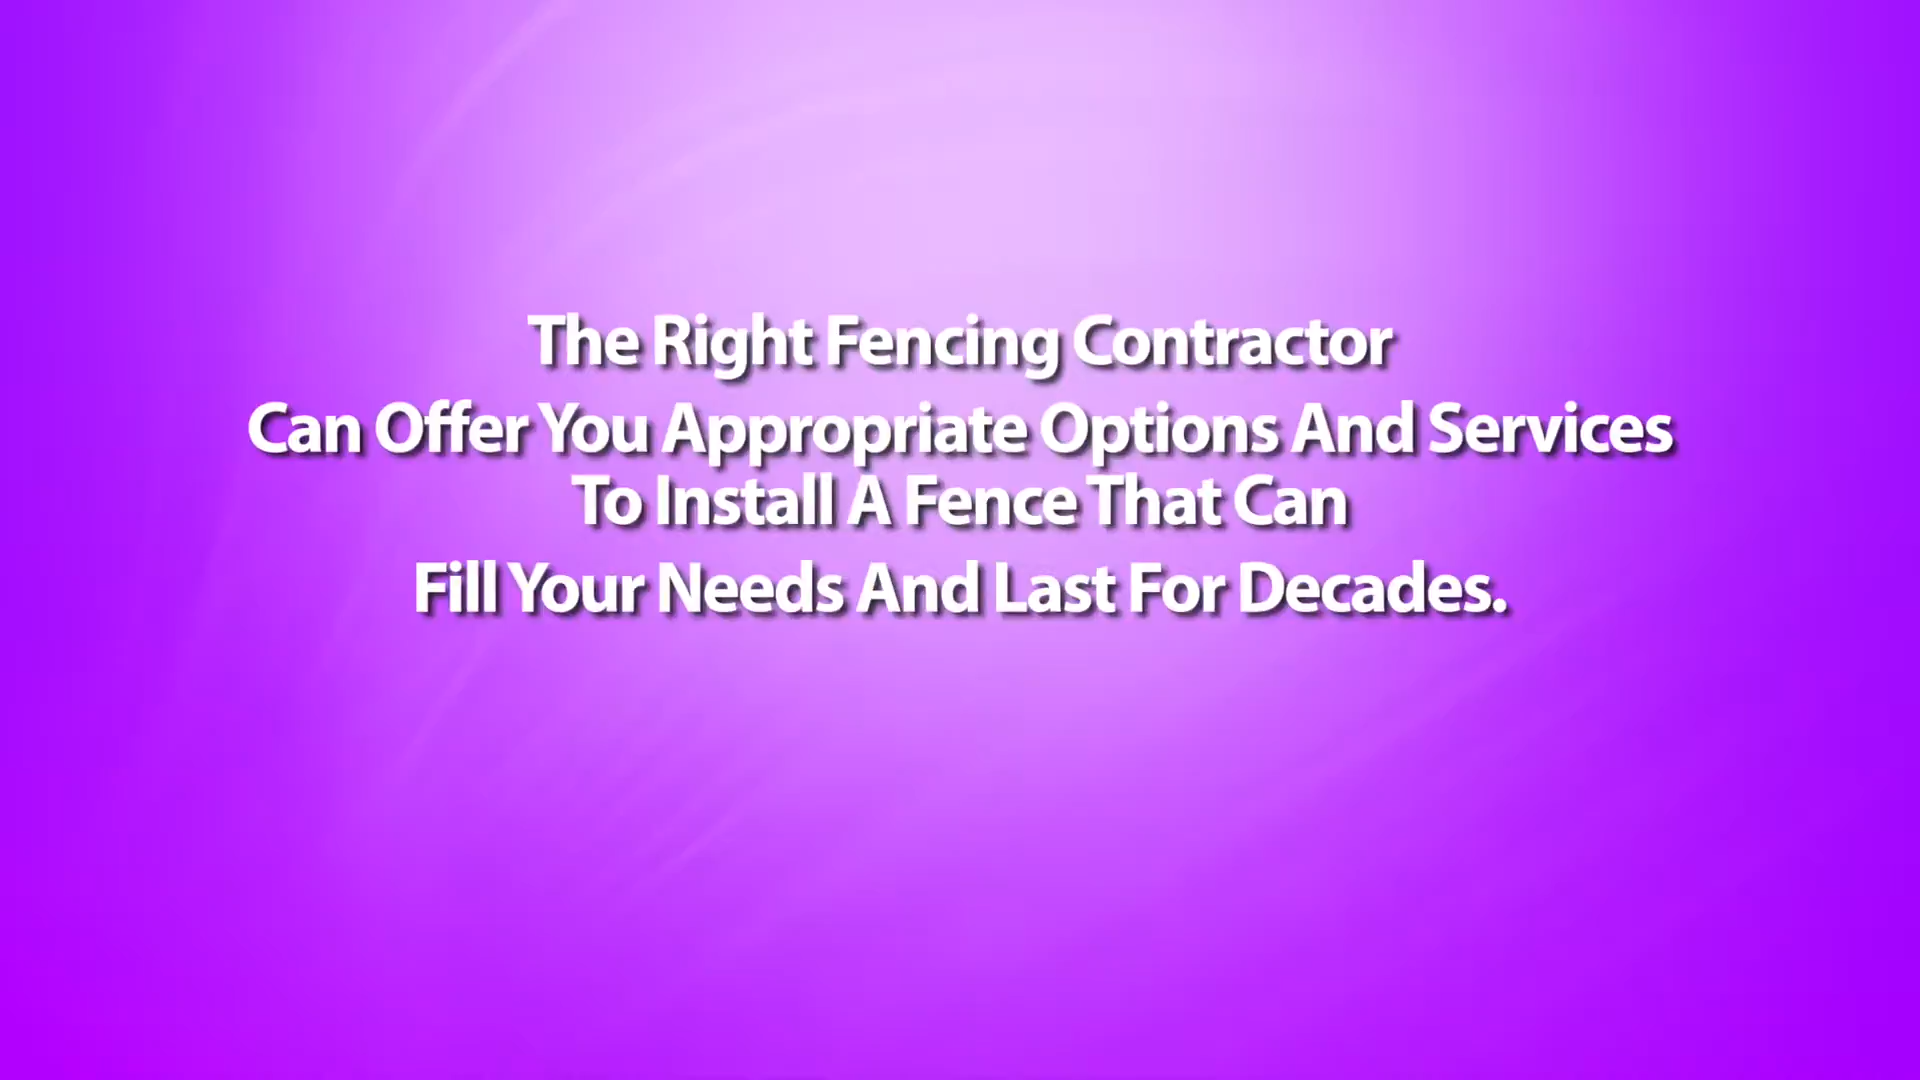 The Right Fencing Contractor
Can Offer You Appropriate Options And Services
To Install A Fence That Can
Fill Your Needs And Last For Decades.